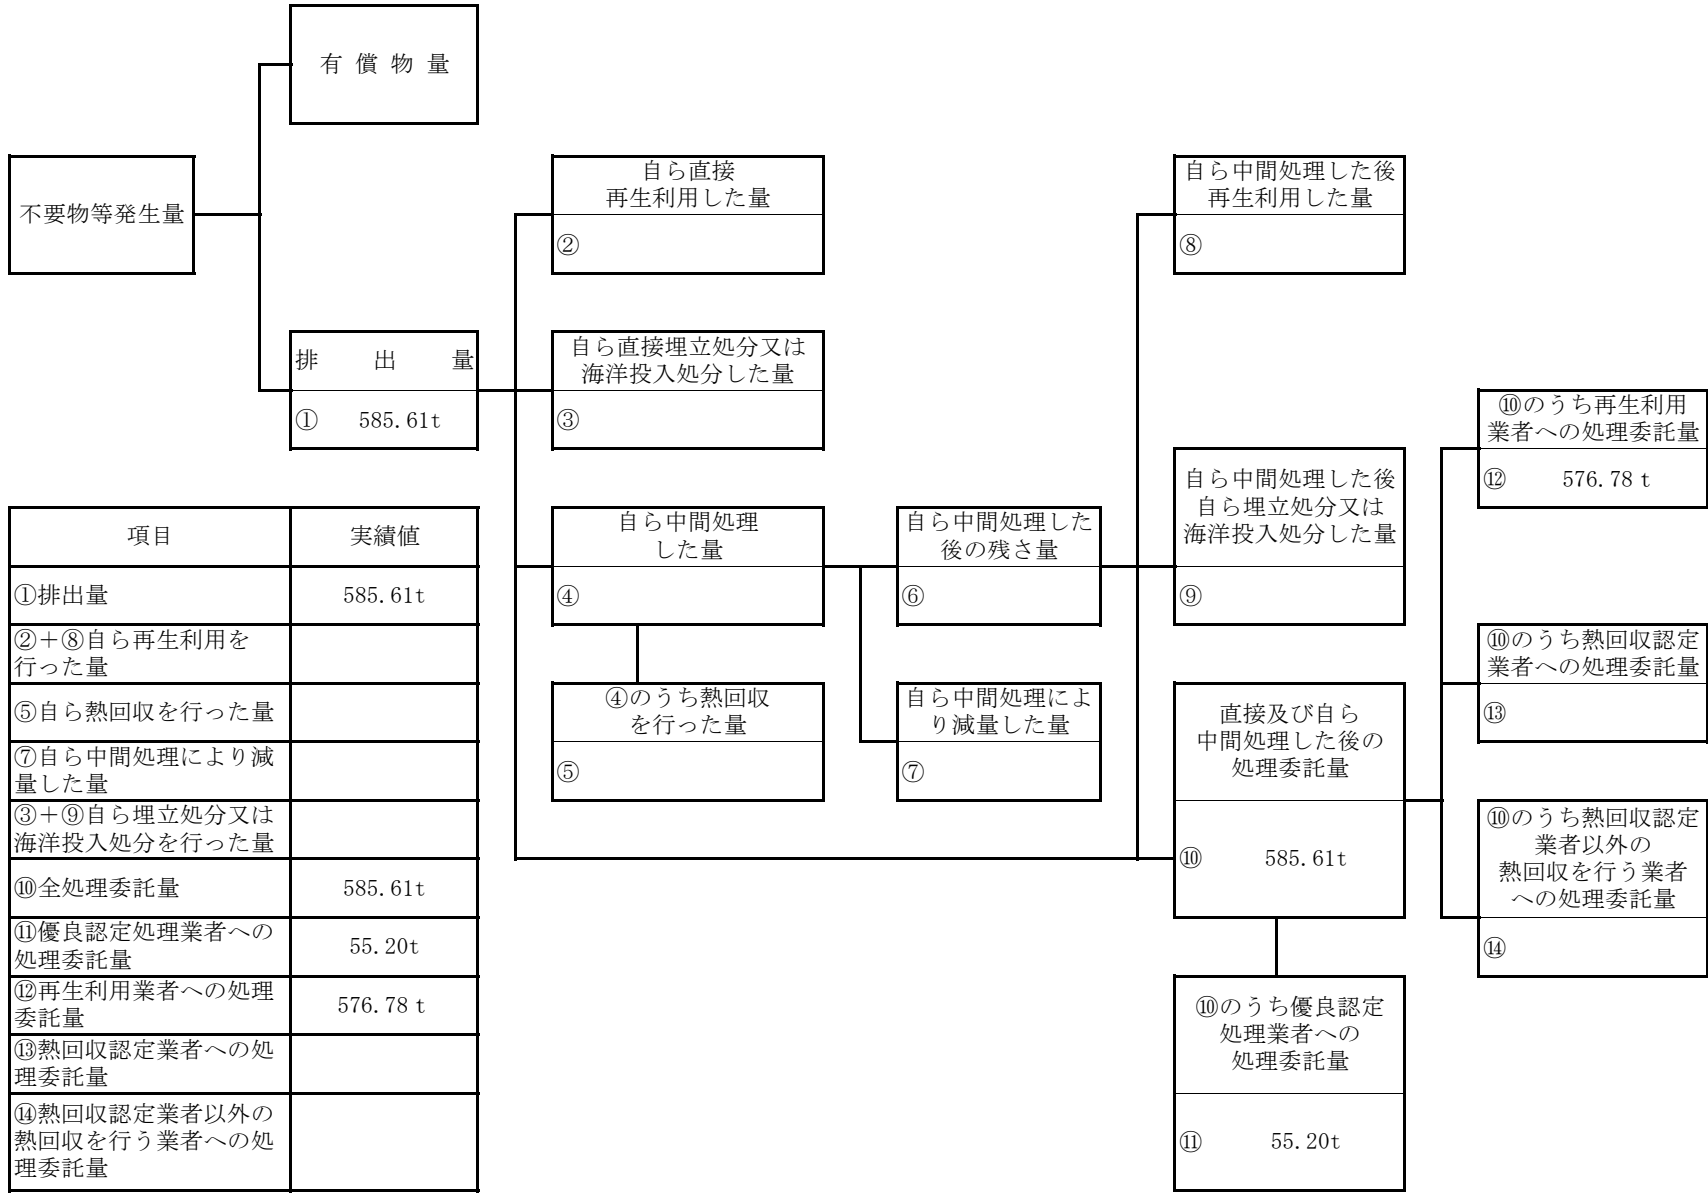 有 償 物 量
不要物等発生量
自ら直接
再生利用した量
②
自ら中間処理した後
再生利用した量
⑧
排 出 量
① 585.61t
自ら直接埋立処分又は
海洋投入処分した量
③
⑩のうち再生利用
業者への処理委託量
⑫ 576.78 t
自ら中間処理した後
自ら埋立処分又は
海洋投入処分した量
⑨
自ら中間処理
した量
④
自ら中間処理した
後の残さ量
⑥
⑩のうち熱回収認定
業者への処理委託量
⑬
④のうち熱回収
を行った量
⑤
自ら中間処理によ
り減量した量
⑦
直接及び自ら
中間処理した後の
処理委託量
⑩ 585.61t
⑩のうち熱回収認定
業者以外の
熱回収を行う業者
への処理委託量
⑭
⑩のうち優良認定
処理業者への
処理委託量
⑪ 55.20t
項目 実績値
①排出量 585.61t
②＋⑧自ら再生利用を
行った量
⑤自ら熱回収を行った量
⑦自ら中間処理により減
量した量
③＋⑨自ら埋立処分又は
海洋投入処分を行った量
⑩全処理委託量 585.61t
⑪優良認定処理業者への
処理委託量 55.20t
⑫再生利用業者への処理
委託量 576.78 t
⑬熱回収認定業者への処
理委託量
⑭熱回収認定業者以外の
熱回収を行う業者への処
理委託量